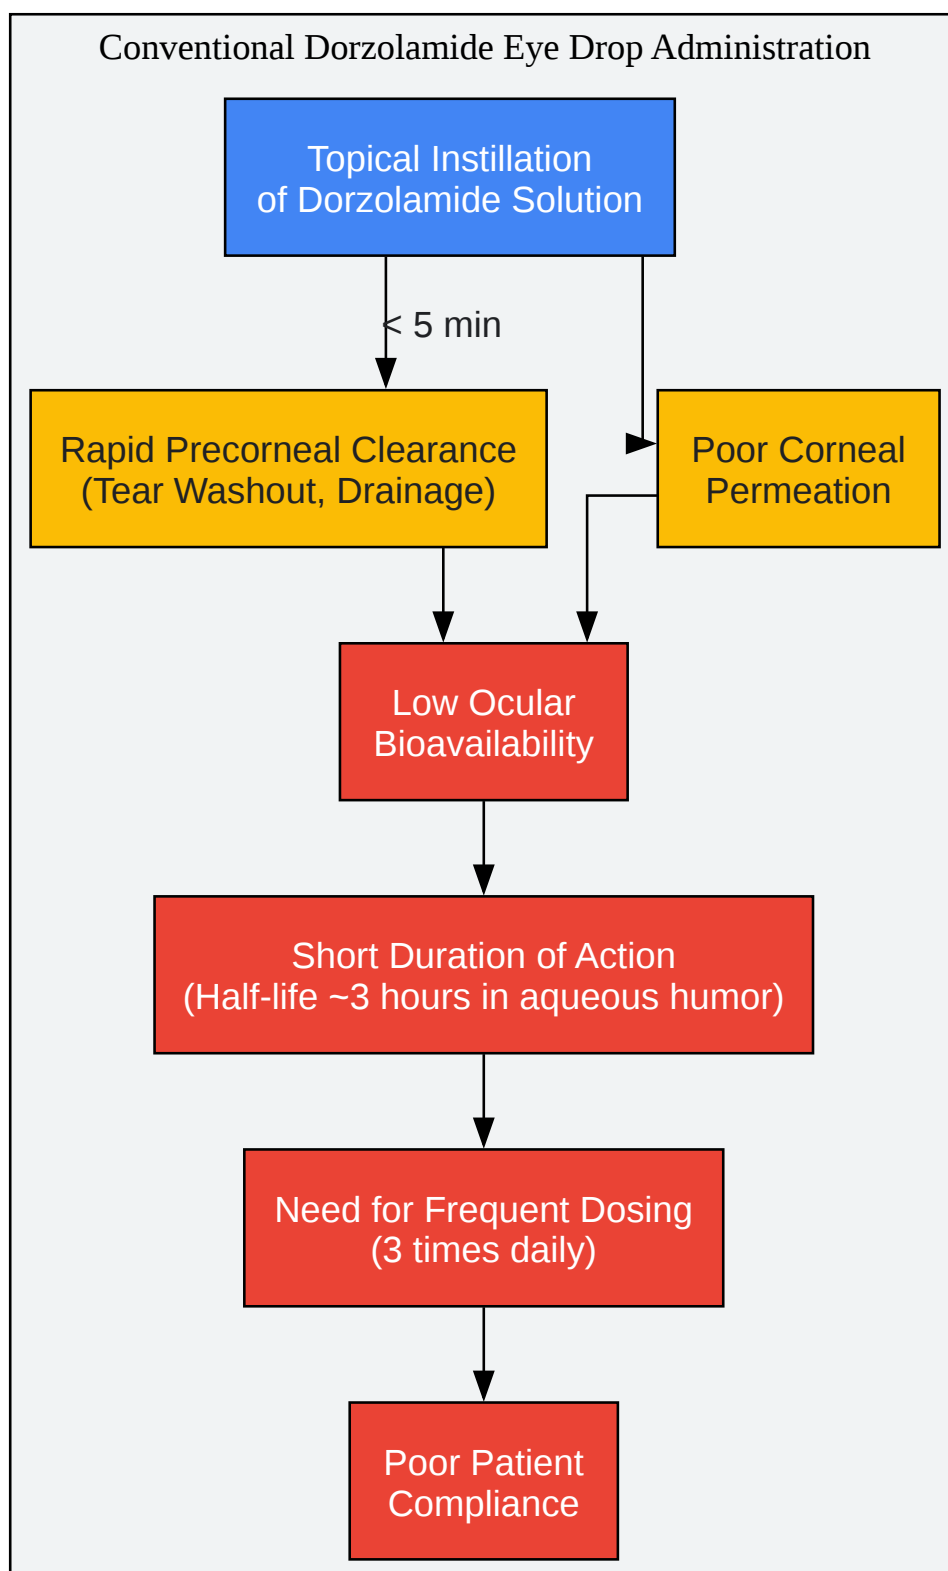 Conventional Dorzolamide Eye Drop Administration
Topical Instillation
of Dorzolamide Solution
< 5 min
Rapid Precorneal Clearance
(Tear Washout, Drainage)
Poor Corneal
Permeation
Low Ocular
Bioavailability
Short Duration of Action
(Half-life ~3 hours in aqueous humor)
Need for Frequent Dosing
(3 times daily)
Poor Patient
Compliance